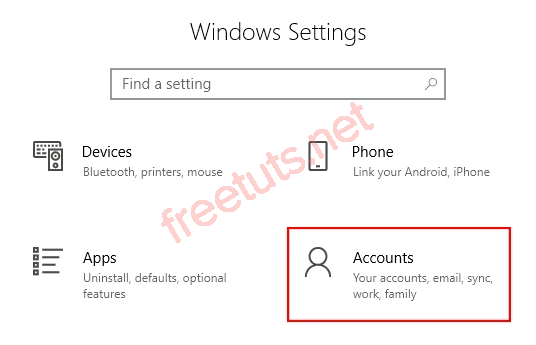 Windows Settings
Find a setting
Devices
Bluetooth, printers, mouse
Phone
Link your Android, iPhone
Apps
Uninstall, defaults, optional
features
Accounts
Your accounts, email, sync,
work, family
freetuts.net